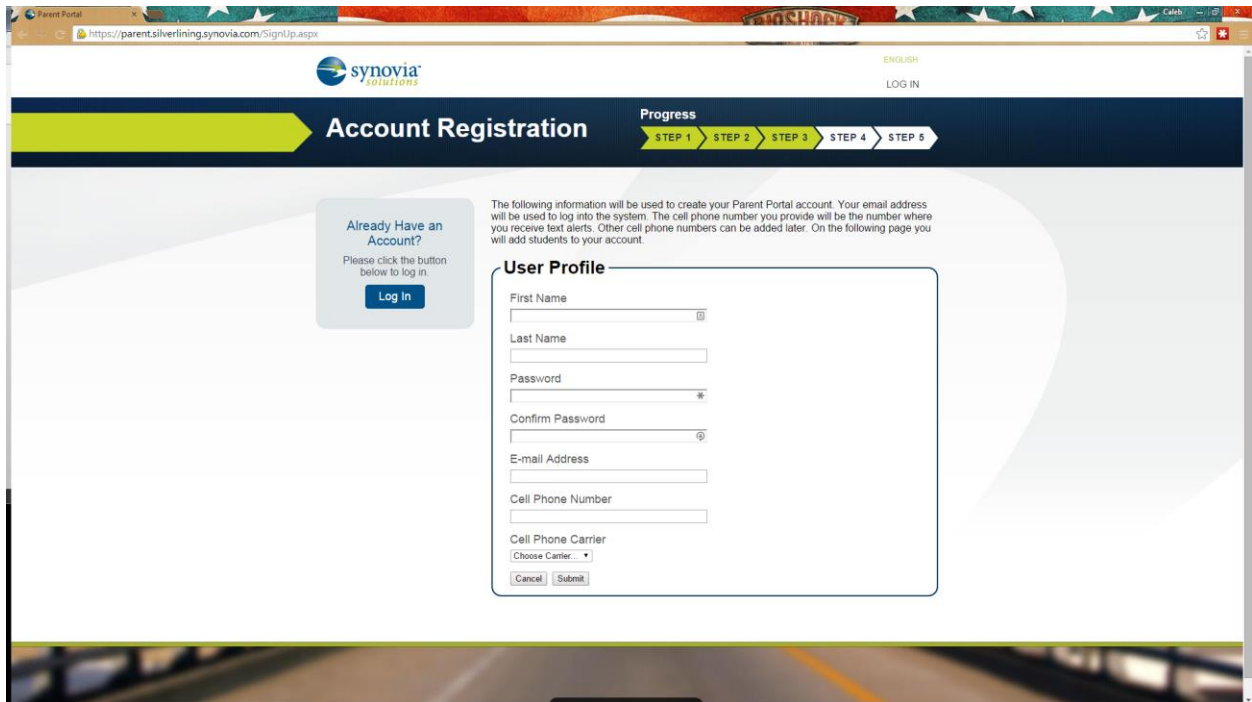 Parent Portal
BIOSHOCK
Caleb
https://parent.silverlining.synovia.com/SignUp.aspx
synovia
solutions
ENGLISH
LOG IN
Account Registration
Progress
STEP 1
STEP 2
STEP 3
STEP 4
STEP 5
Already Have an
Account?
Please click the button
below to log in.
Log In
The following information will be used to create your Parent Portal account. Your email address
will be used to log into the system. The cell phone number you provide will be the number where
you receive text alerts. Other cell phone numbers can be added later. On the following page you
will add students to your account.
User Profile
First Name
Last Name
Password
Confirm Password
E-mail Address
Cell Phone Number
Cell Phone Carrier
Choose Carrier...
Cancel
Submit